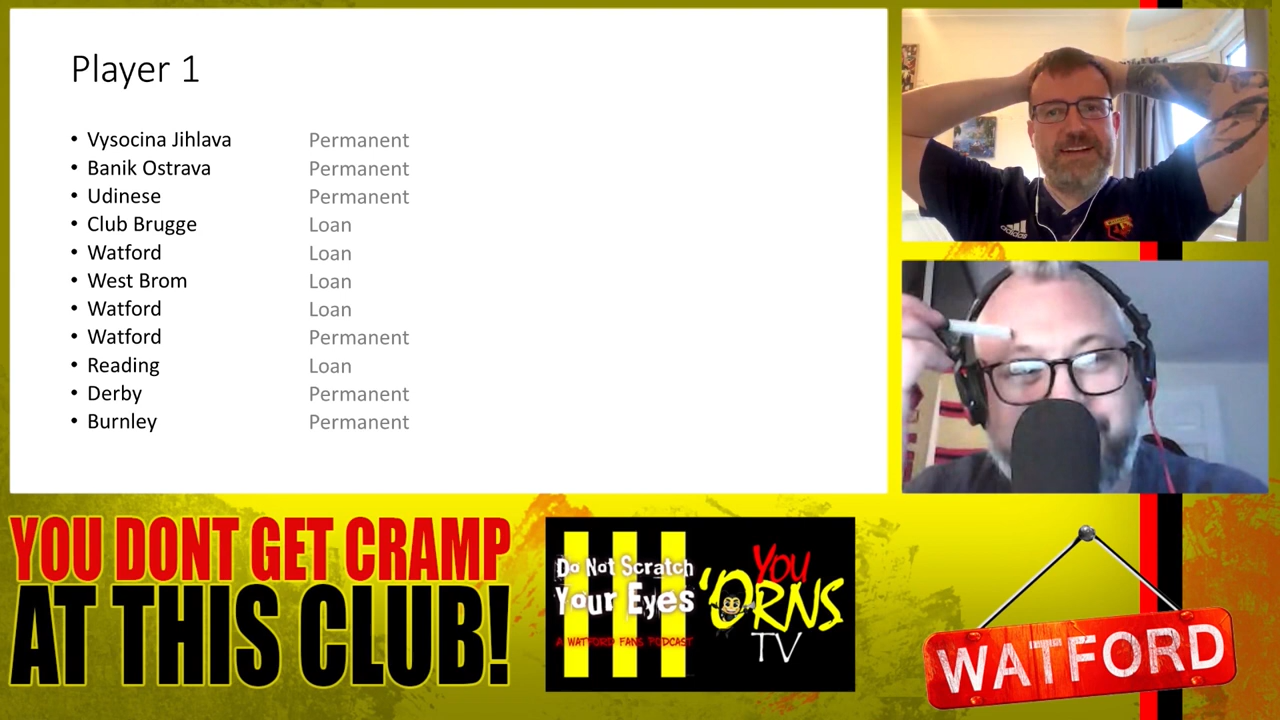 Player 1
• Vysocina Jihlava Permanent
• Banik Ostrava Permanent
• Udinese Permanent
• Club Brugge Loan
• Watford Loan
• West Brom Loan
• Watford Loan
• Watford Permanent
• Reading Loan
• Derby Permanent
• Burnley Permanent
adidas
YOU DONT GET CRAMP
AT THIS CLUB!
Do Not Scratch
Your Eyes
A WATFORD FANS PODCAST
YOU
'ORNS
TV
WATFORD